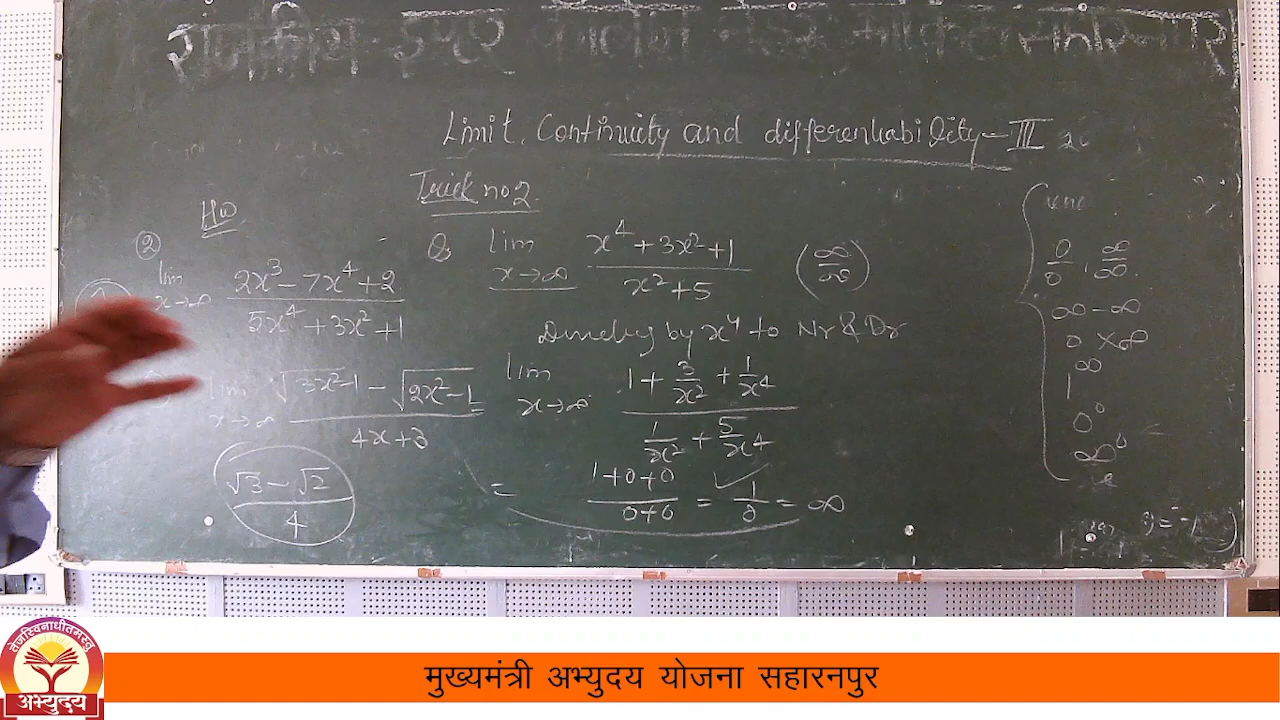 Limit, Continuity and differentiability-III
Trick no 2.
HW
②
lim x→∞ (2x³ - 7x⁴ + 2)/(5x⁴ + 3x² + 1)
lim x→∞ (√(3x²-1) - √(2x²-1))/(4x+3)
(√3 - √2)/4
Q lim x→∞ (x⁴ + 3x² + 1)/(x² + 5) (∞/∞)
by x⁴ to Nr & Dr
lim x→∞ (1 + 3/x² + 1/x⁴)/(1/x² + 5/x⁴)
= (1+0+0)/(0+0) = 1/0 = ∞
0/0, ∞/∞.
∞-∞
0×∞
1^∞
0⁰
∞⁰
तेजस्विनाधीतमस्तु
अभ्युदय
मुख्यमंत्री अभ्युदय योजना सहारनपुर